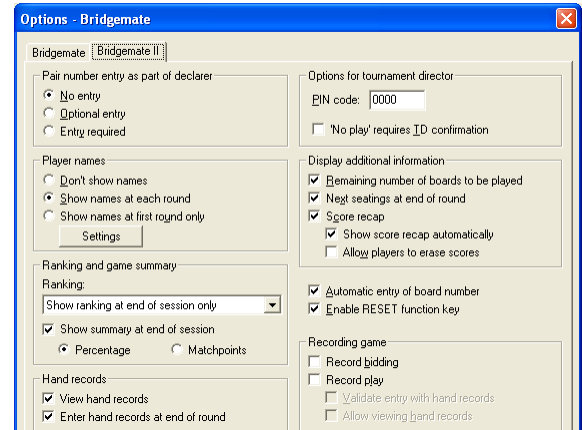 Options - Bridgemate
Bridgemate
Bridgemate II
Pair number entry as part of declarer
No entry
Optional entry
Entry required
Player names
Don't show names
Show names at each round
Show names at first round only
Settings
Ranking and game summary
Ranking:
Show ranking at end of session only
Show summary at end of session
Percentage
Matchpoints
Hand records
View hand records
Enter hand records at end of round
Options for tournament director
PIN code: 0000
'No play' requires TD confirmation
Display additional information
Remaining number of boards to be played
Next seatings at end of round
Score recap
Show score recap automatically
Allow players to erase scores
Automatic entry of board number
Enable RESET function key
Recording game
Record bidding
Record play
Validate entry with hand records
Allow viewing hand records